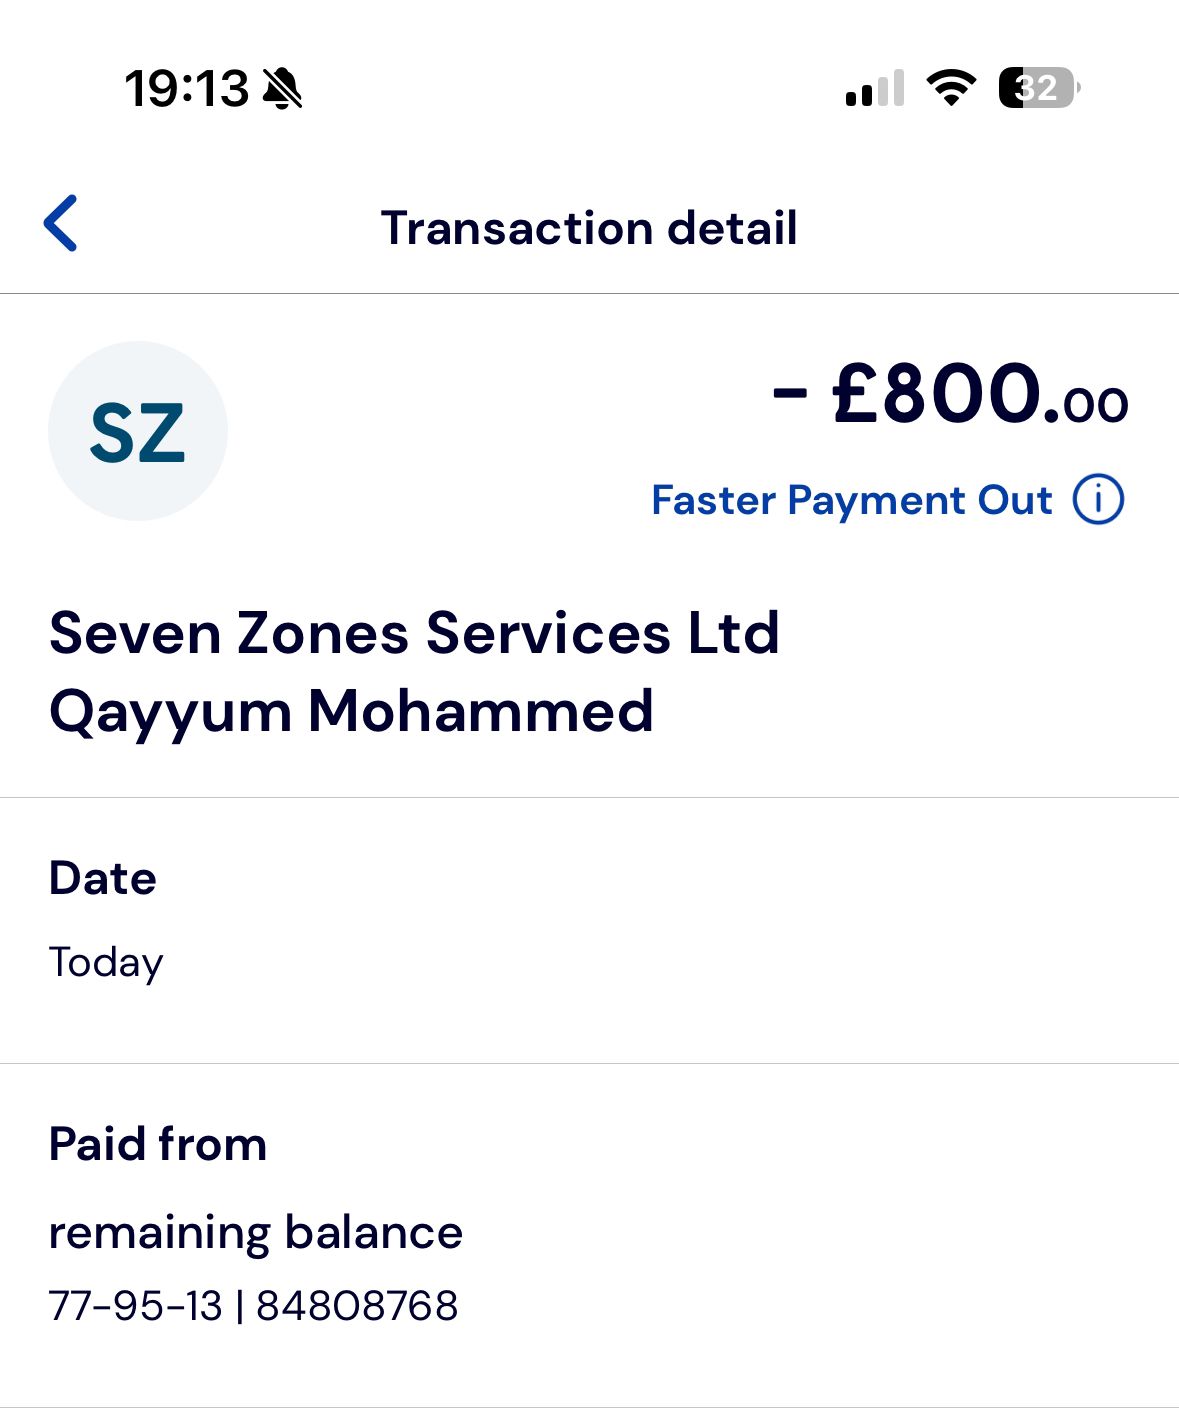 19:13
32
Transaction detail
SZ
- £800.00
Faster Payment Out i
Seven Zones Services Ltd
Qayyum Mohammed
Date
Today
Paid from
remaining balance
77-95-13 | 84808768